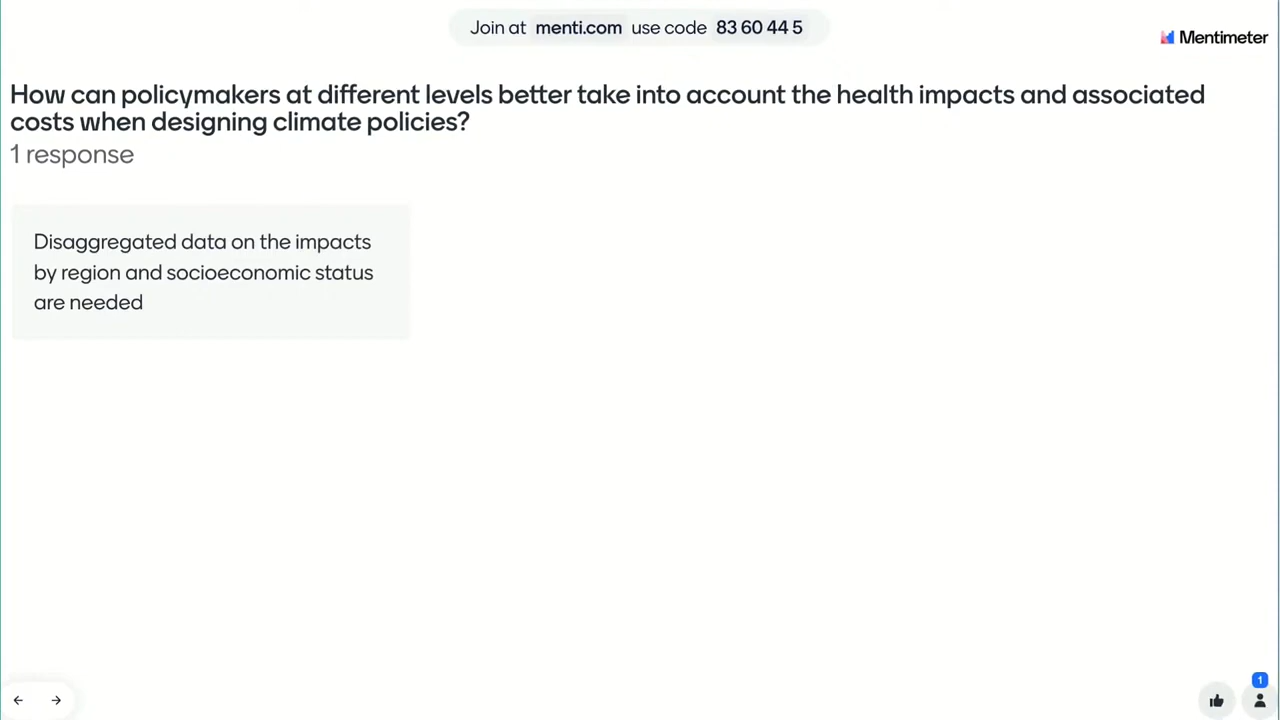 Join at menti.com use code 83 60 44 5
Mentimeter
How can policymakers at different levels better take into account the health impacts and associated
costs when designing climate policies?
1 response
Disaggregated data on the impacts
by region and socioeconomic status
are needed
1